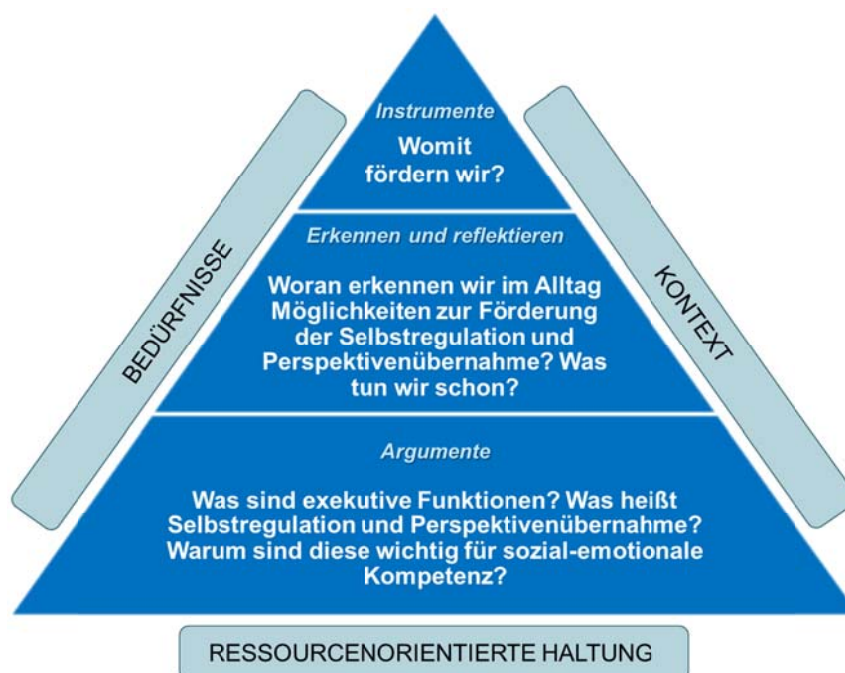 Instrumente
Womit
fördern wir?
Erkennen und reflektieren
Woran erkennen wir im Alltag
Möglichkeiten zur Förderung
der Selbstregulation und
Perspektivenübernahme? Was
tun wir schon?
Argumente
Was sind exekutive Funktionen? Was heißt
Selbstregulation und Perspektivenübernahme?
Warum sind diese wichtig für sozial-emotionale
Kompetenz?
BEDÜRFNISSE
KONTEXT
RESSOURCENORIENTIERTE HALTUNG